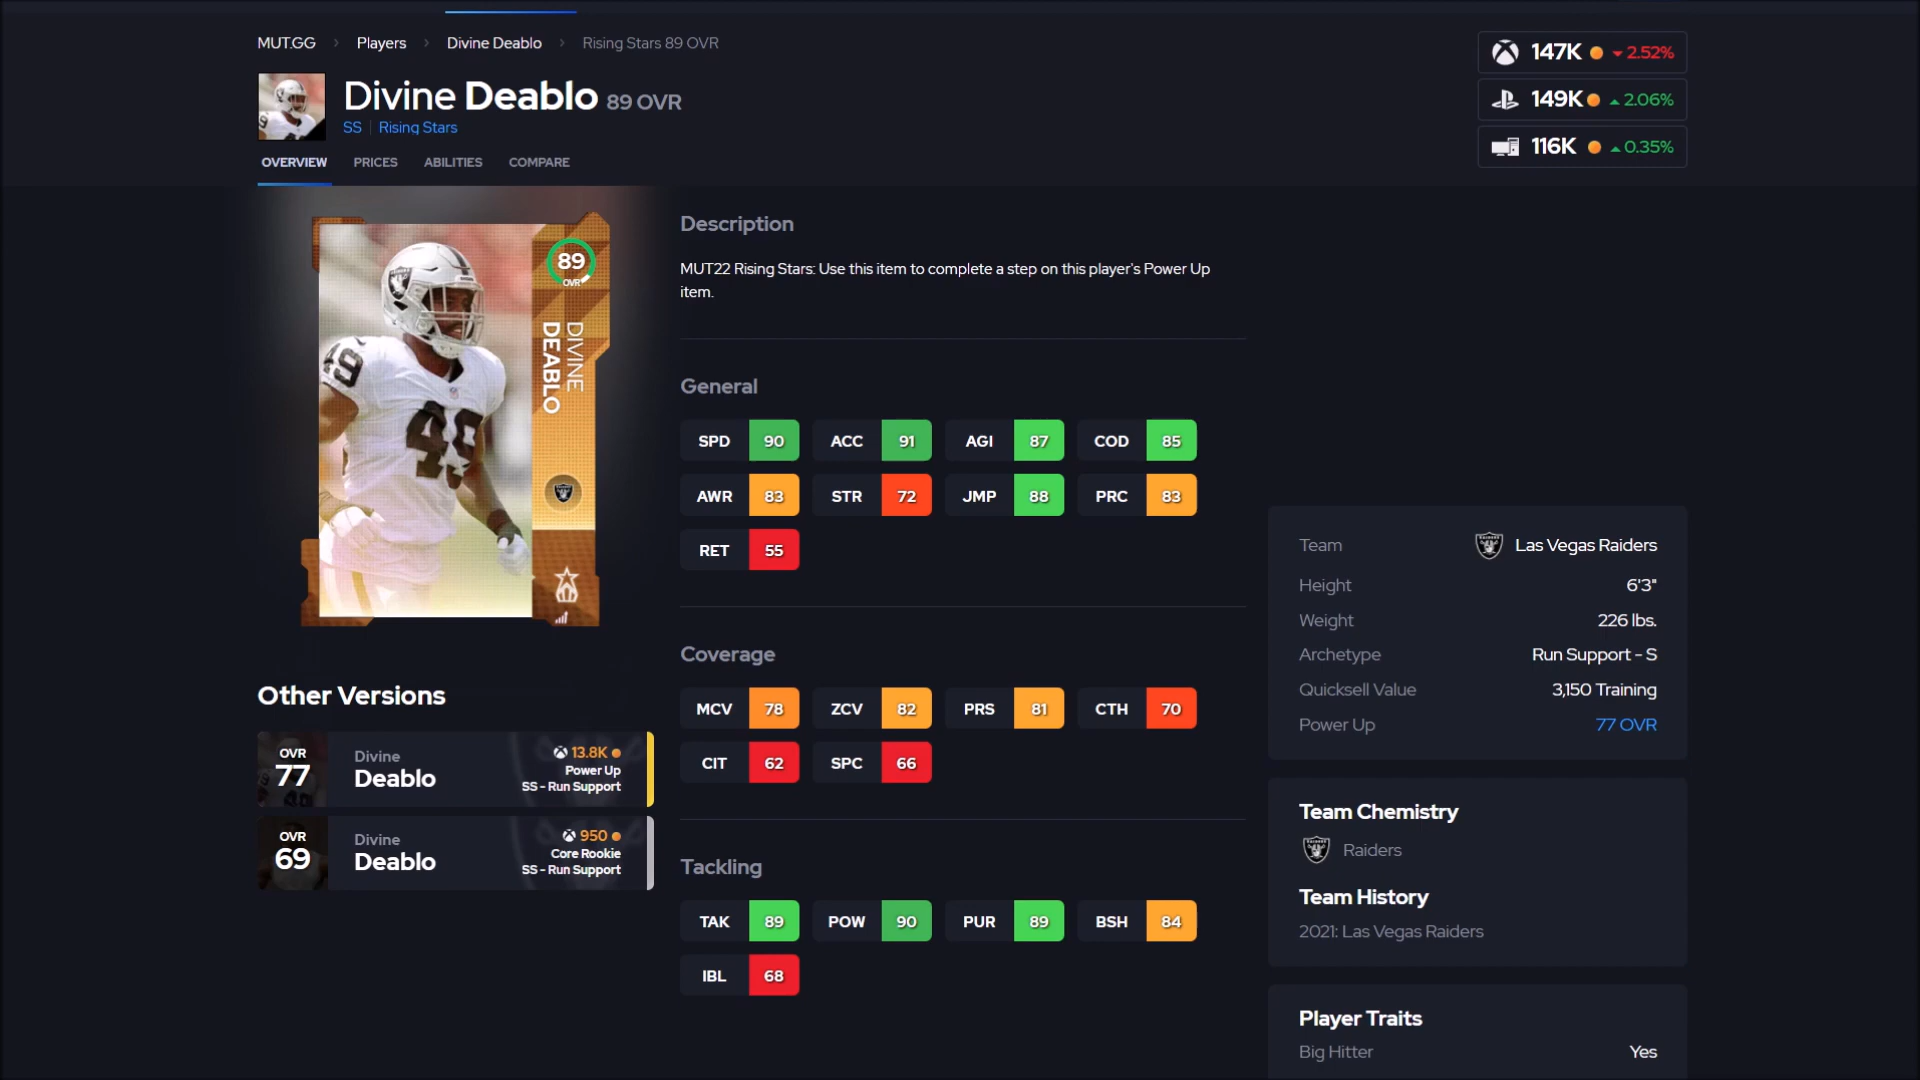 MUT.GG
Players
Divine Deablo
Rising Stars 89 OVR
Divine Deablo 89 OVR
SS
Rising Stars
147K
2.52%
149K
2.06%
116K
0.35%
OVERVIEW
PRICES
ABILITIES
COMPARE
89
OVR
DIVINE
DEABLO
49
49
Description
MUT22 Rising Stars: Use this item to complete a step on this player's Power Up
item.
General
SPD 90
ACC 91
AGI 87
COD 85
AWR 83
STR 72
JMP 88
PRC 83
RET 55
Coverage
MCV 78
ZCV 82
PRS 81
CTH 70
CIT 62
SPC 66
Tackling
TAK 89
POW 90
PUR 89
BSH 84
IBL 68
Other Versions
OVR
77
Divine
Deablo
13.8K
Power Up
SS - Run Support
OVR
69
Divine
Deablo
950
Core Rookie
SS - Run Support
Team
Las Vegas Raiders
Height
6'3"
Weight
226 lbs.
Archetype
Run Support - S
Quicksell Value
3,150 Training
Power Up
77 OVR
Team Chemistry
Raiders
Team History
2021: Las Vegas Raiders
Player Traits
Big Hitter
Yes